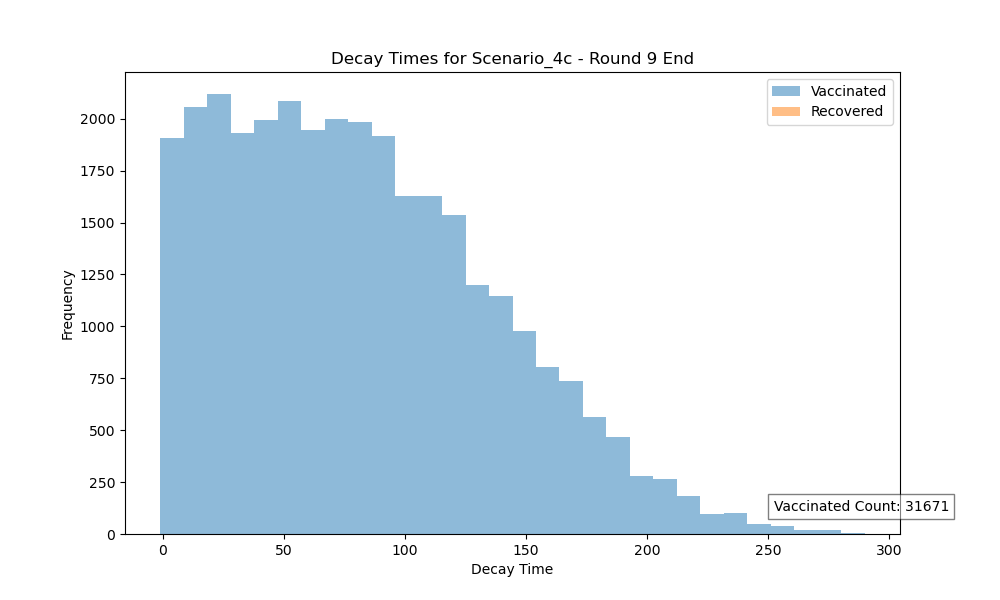 Decay Times for Scenario_4c - Round 9 End
Vaccinated
Recovered
Frequency
2000
1750
1500
1250
1000
750
500
250
0
Vaccinated Count: 31671
0 50 100 150 200 250 300
Decay Time